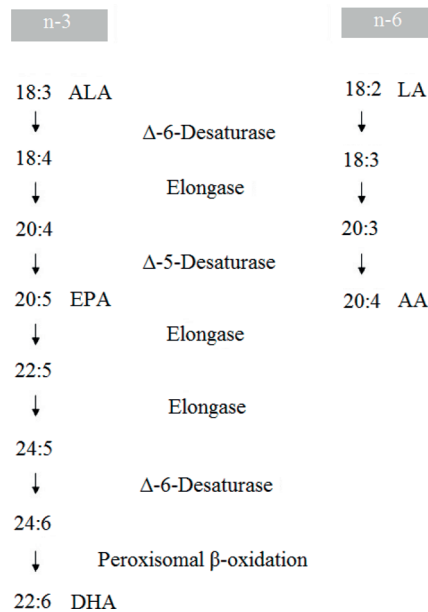 n-3 n-6
18:3 ALA 18:2 LA
Δ-6-Desaturase
18:4 18:3
Elongase
20:4 20:3
Δ-5-Desaturase
20:5 EPA 20:4 AA
Elongase
22:5
Elongase
24:5
Δ-6-Desaturase
24:6
Peroxisomal β-oxidation
22:6 DHA